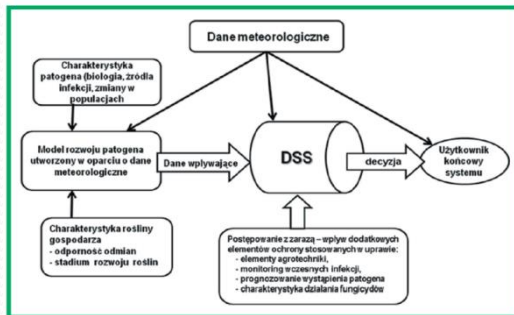 Dane meteorologiczne
Charakterystyka
patogena (biologia, źródła
infekcji, zmiany w
populacjach
Model rozwoju patogena
utworzony w oparciu o dane
meteorologiczne
Dane wpływające
DSS
decyzja
Użytkownik
końcowy
systemu
Charakterystyka rośliny
gospodarza
- odporność odmian
- stadium rozwoju roślin
Postępowanie z zarazą – wpływ dodatkowych
elementów ochrony stosowanych w uprawie:
- elementy agrotechniki,
- monitoring wczesnych infekcji,
- prognozowanie wystąpienia patogena
- charakterystyka działania fungicydów